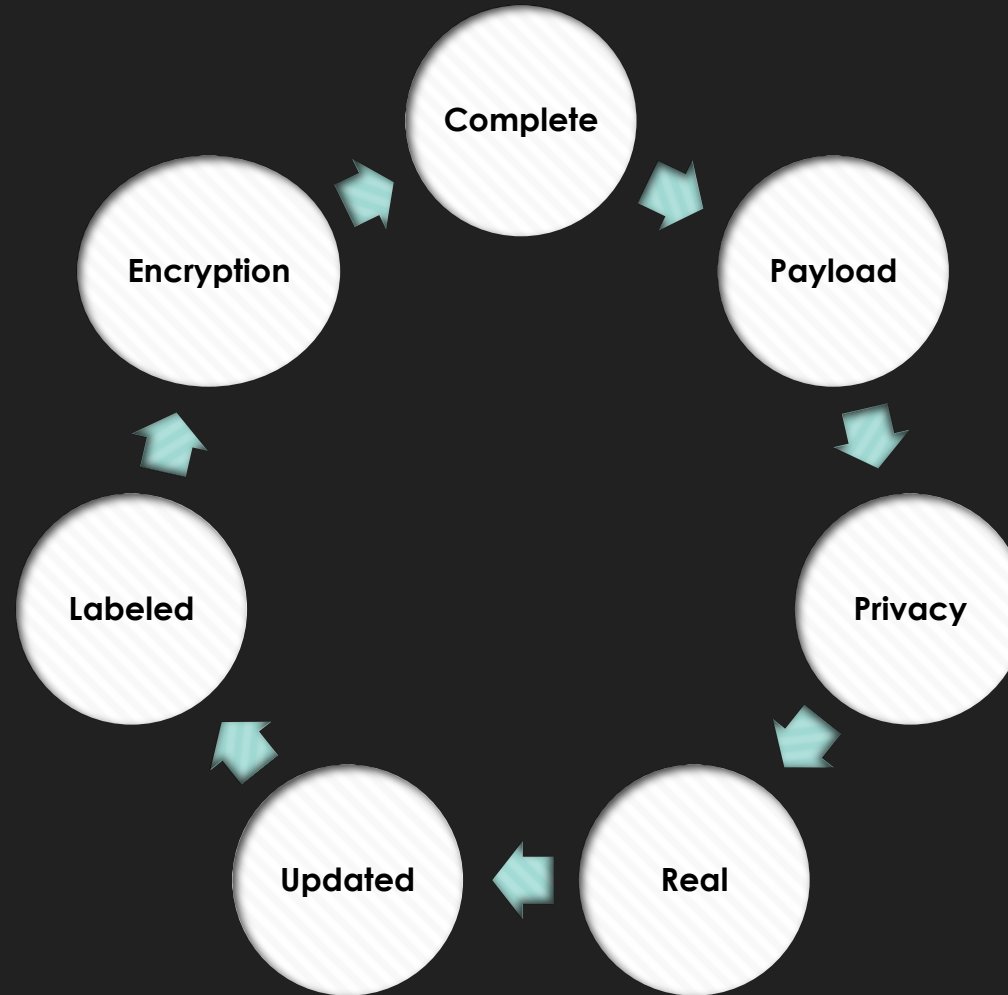 Complete
Payload
Privacy
Real
Updated
Labeled
Encryption